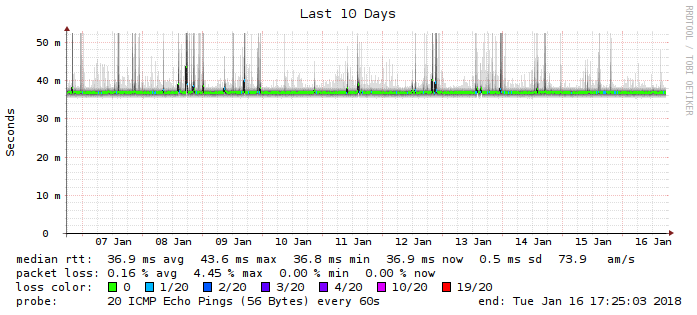 Last 10 Days
RRDTOOL / TOBI OETIKER
Seconds
50 m
40 m
30 m
20 m
10 m
0
07 Jan 08 Jan 09 Jan 10 Jan 11 Jan 12 Jan 13 Jan 14 Jan 15 Jan 16 Jan
median rtt: 36.9 ms avg 43.6 ms max 36.8 ms min 36.9 ms now 0.5 ms sd 73.9 am/s
packet loss: 0.16 % avg 4.45 % max 0.00 % min 0.00 % now
loss color: 0 1/20 2/20 3/20 4/20 10/20 19/20
probe: 20 ICMP Echo Pings (56 Bytes) every 60s end: Tue Jan 16 17:25:03 2018